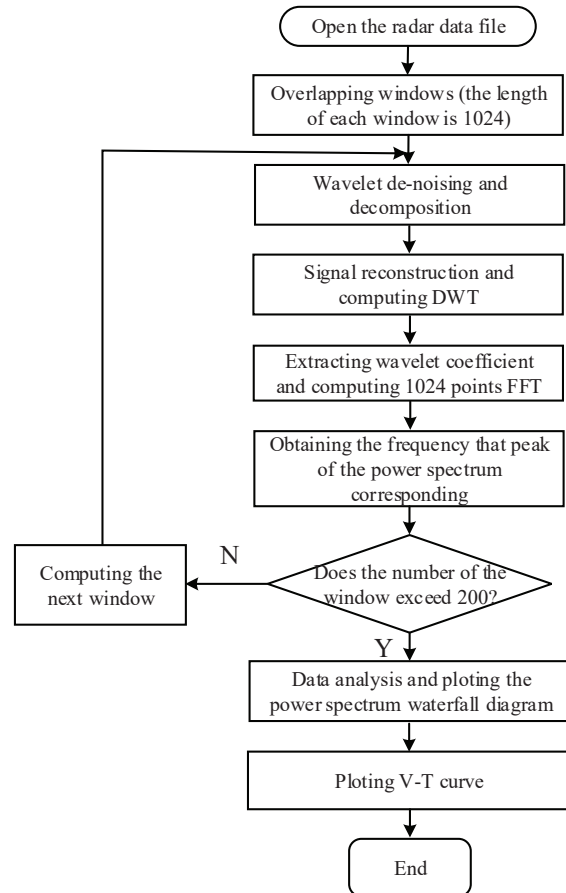 Open the radar data file
Overlapping windows (the length
of each window is 1024)
Wavelet de-noising and
decomposition
Signal reconstruction and
computing DWT
Extracting wavelet coefficient
and computing 1024 points FFT
Obtaining the frequency that peak
of the power spectrum
corresponding
N
Computing the
next window
Does the number of the
window exceed 200?
Y
Data analysis and ploting the
power spectrum waterfall diagram
Ploting V-T curve
End